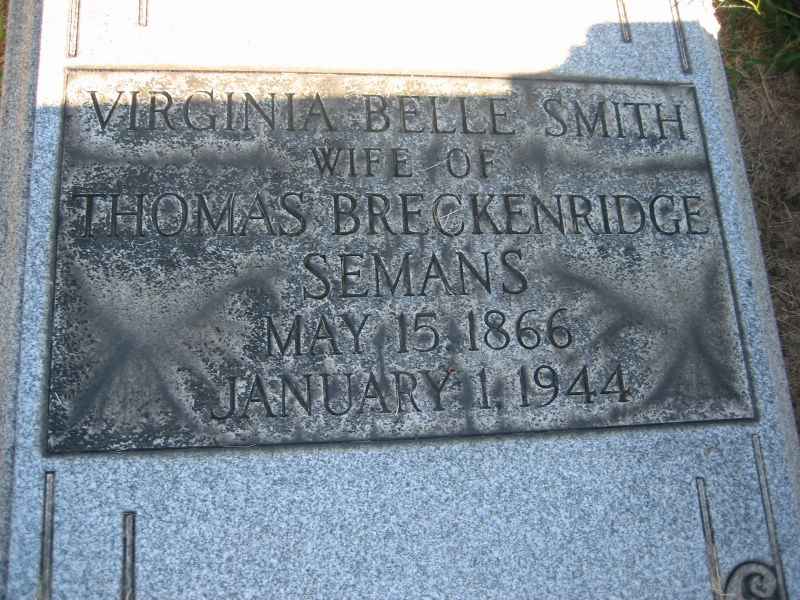 VIRGINIA BELLE SMITH
WIFE OF
THOMAS BRECKENRIDGE
SEMANS
MAY 15, 1866
JANUARY 1, 1944